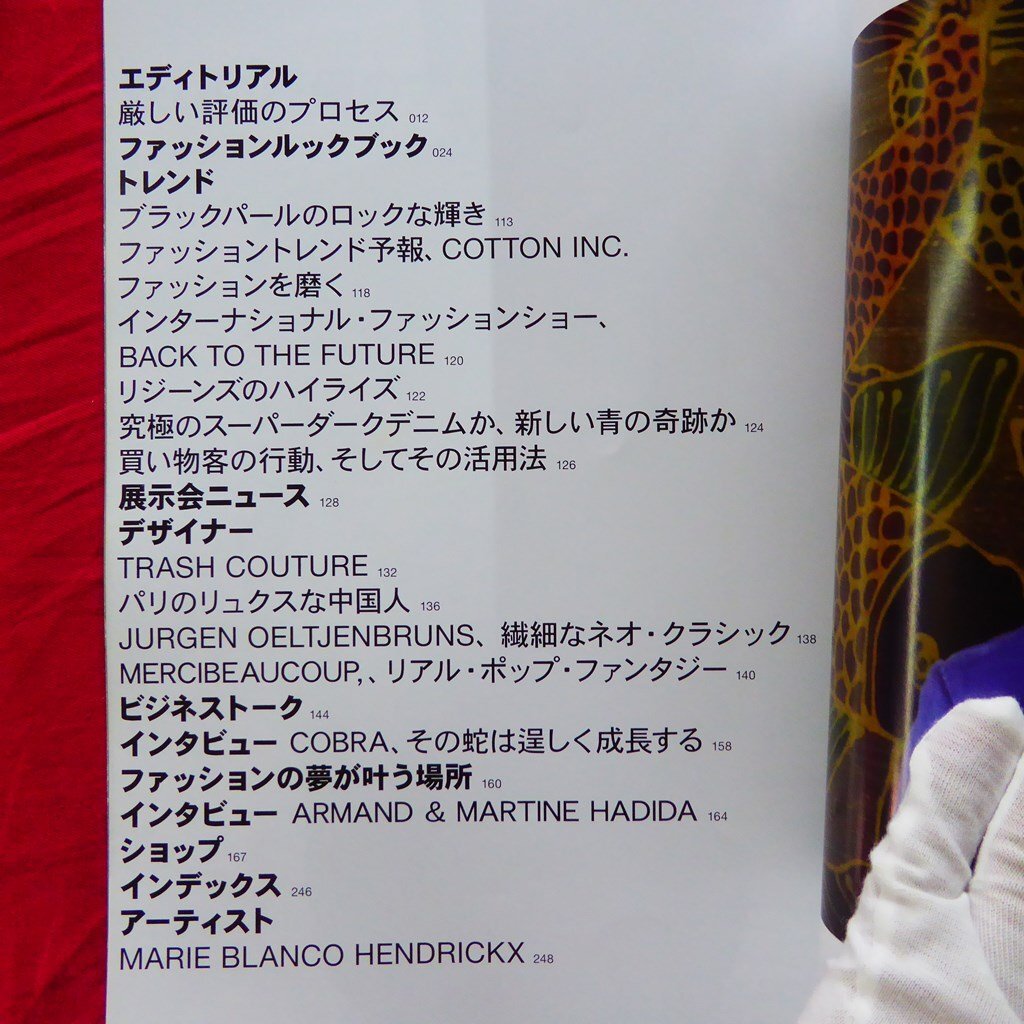 エディトリアル
厳しい評価のプロセス 012
ファッションルックブック 024
トレンド
ブラックパールのロックな輝き 113
ファッショントレンド予報、COTTON INC.
ファッションを磨く 118
インターナショナル・ファッションショー、
BACK TO THE FUTURE 120
リジーンズのハイライズ 122
究極のスーパーダークデニムか、新しい青の奇跡か 124
買い物客の行動、そしてその活用法 126
展示会ニュース 128
デザイナー
TRASH COUTURE 132
パリのリュクスな中国人 136
JURGEN OELTJENBRUNS、繊細なネオ・クラシック 138
MERCIBEAUCOUP,、リアル・ポップ・ファンタジー 140
ビジネストーク 144
インタビュー COBRA、その蛇は逞しく成長する 158
ファッションの夢が叶う場所 160
インタビュー ARMAND & MARTINE HADIDA 164
ショップ 167
インデックス 246
アーティスト
MARIE BLANCO HENDRICKX 248